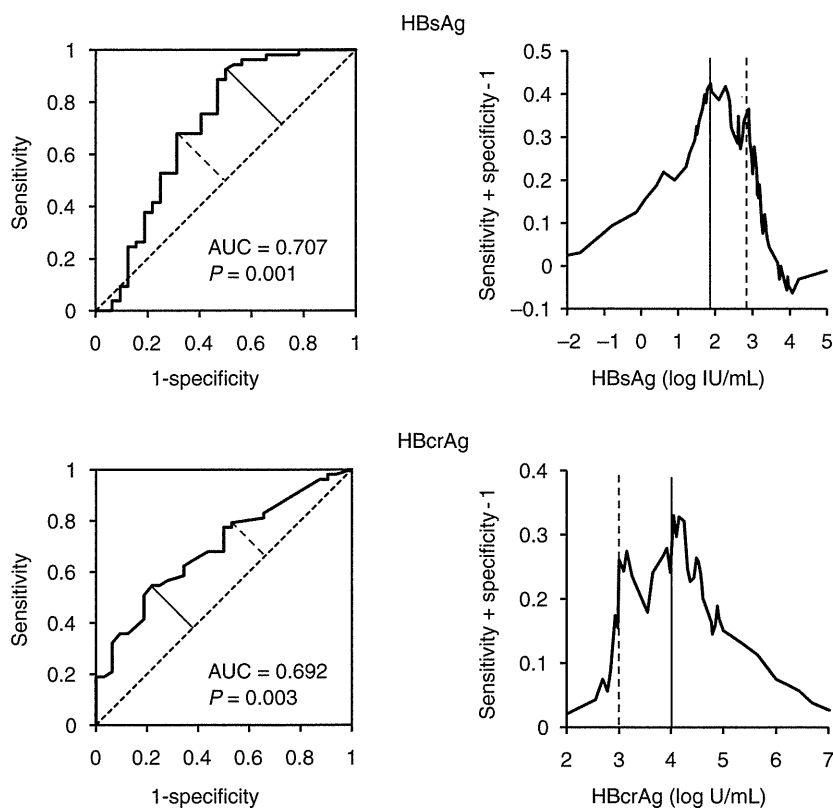 HBsAg
1
0.8
0.6
0.4
0.2
0
Sensitivity
AUC = 0.707
P = 0.001
0 0.2 0.4 0.6 0.8 1
1-specificity
0.5
0.4
0.3
0.2
0.1
0
−0.1
Sensitivity + specificity-1
−2 −1 0 1 2 3 4 5
HBsAg (log IU/mL)
HBcrAg
1
0.8
0.6
0.4
0.2
0
Sensitivity
AUC = 0.692
P = 0.003
0 0.2 0.4 0.6 0.8 1
1-specificity
0.4
0.3
0.2
0.1
0
Sensitivity + specificity-1
2 3 4 5 6 7
HBcrAg (log U/mL)